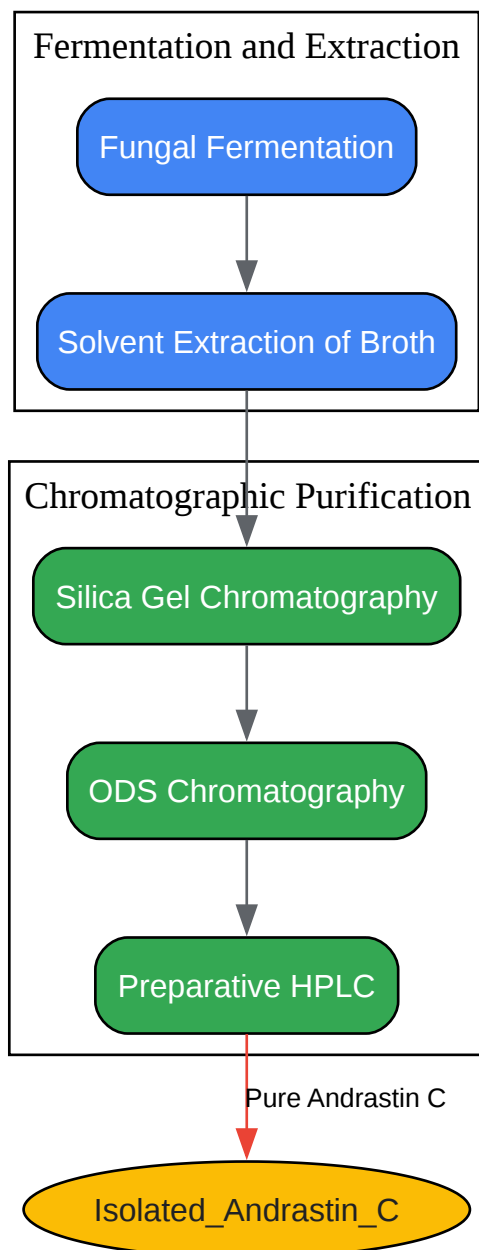 Fermentation and Extraction
Fungal Fermentation
Solvent Extraction of Broth
Chromatographic Purification
Silica Gel Chromatography
ODS Chromatography
Preparative HPLC
Pure Andrastin C
Isolated_Andrastin_C